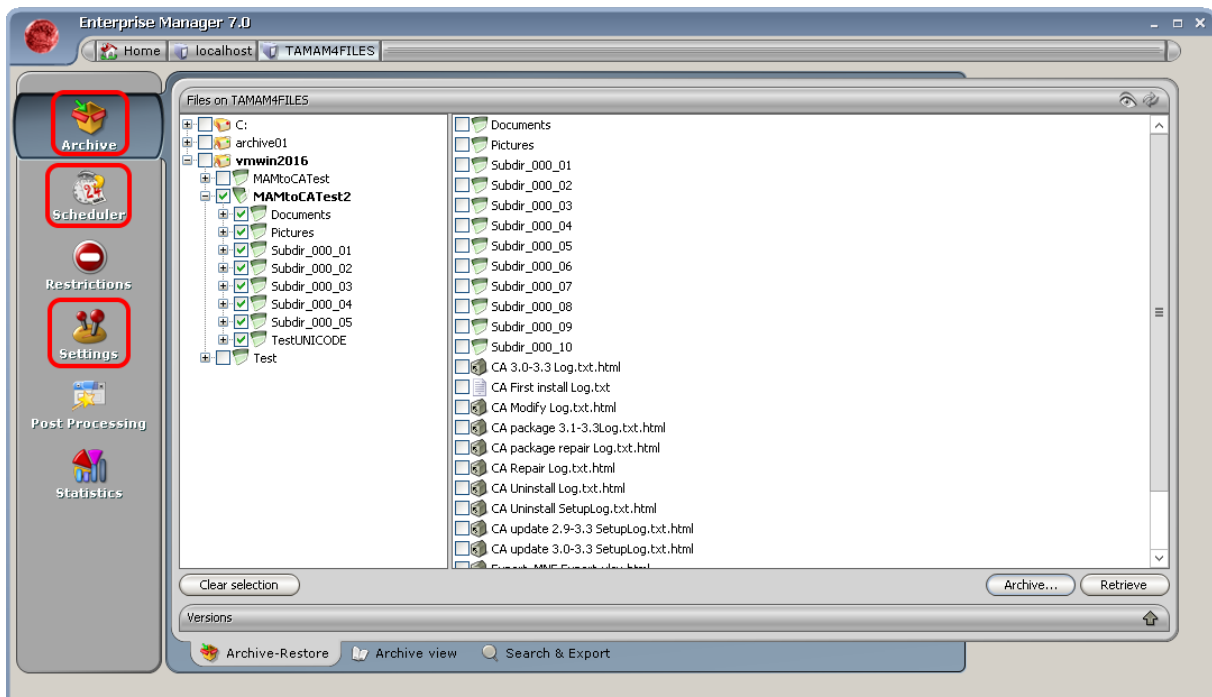 Enterprise Manager 7.0
Home localhost TAMAM4FILES
Archive
Scheduler
Restrictions
Settings
Post Processing
Statistics
Files on TAMAM4FILES
C:
archive01
vmwin2016
MAMtoCATest
MAMtoCATest2
Documents
Pictures
Subdir_000_01
Subdir_000_02
Subdir_000_03
Subdir_000_04
Subdir_000_05
TestUNICODE
Test
Documents
Pictures
Subdir_000_01
Subdir_000_02
Subdir_000_03
Subdir_000_04
Subdir_000_05
Subdir_000_06
Subdir_000_07
Subdir_000_08
Subdir_000_09
Subdir_000_10
CA 3.0-3.3 Log.txt.html
CA First install Log.txt
CA Modify Log.txt.html
CA package 3.1-3.3Log.txt.html
CA package repair Log.txt.html
CA Repair Log.txt.html
CA Uninstall Log.txt.html
CA Uninstall SetupLog.txt.html
CA update 2.9-3.3 SetupLog.txt.html
CA update 3.0-3.3 SetupLog.txt.html
Clear selection
Archive... Retrieve
Versions
Archive-Restore Archive view Search & Export